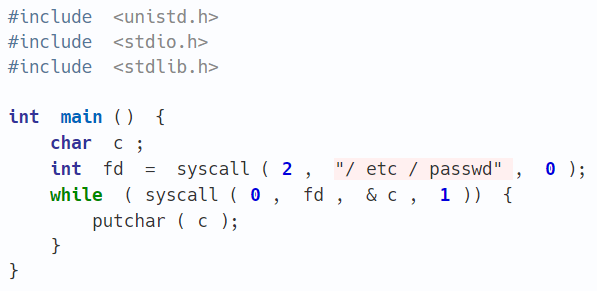 #include <unistd.h>
#include <stdio.h>
#include <stdlib.h>
int main () {
char c ;
int fd = syscall ( 2 , "/ etc / passwd" , 0 );
while ( syscall ( 0 , fd , & c , 1 )) {
putchar ( c );
}
}